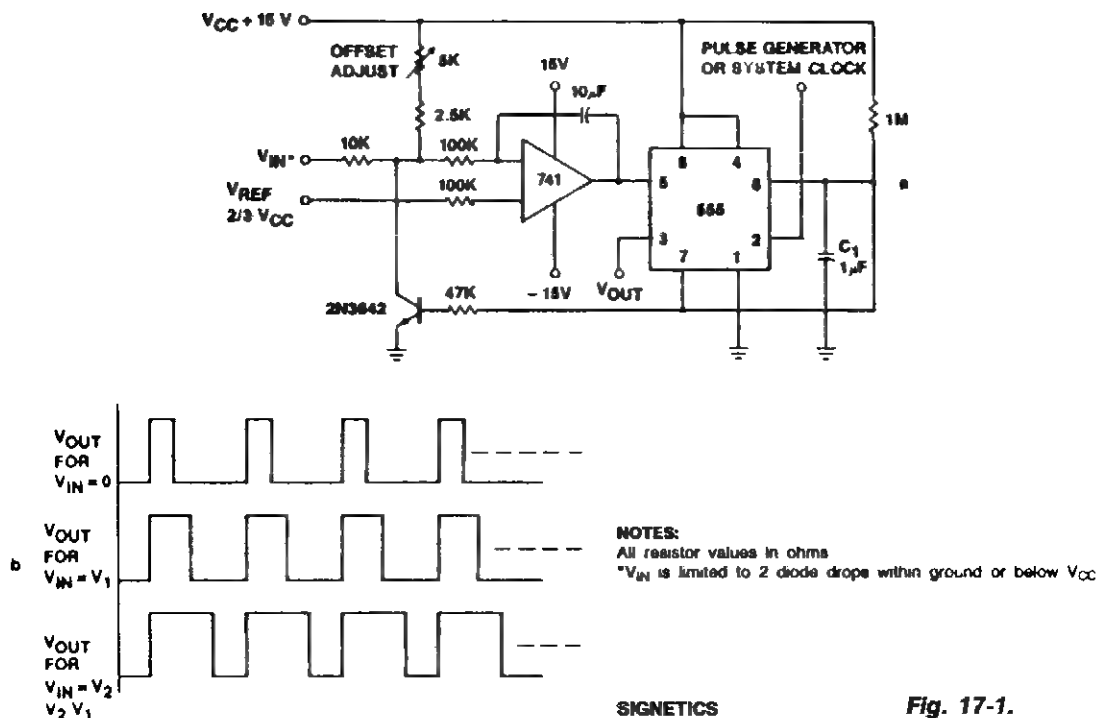 VCC + 15 V
OFFSET
ADJUST
5K
2.5K
15V
10μF
PULSE GENERATOR
OR SYSTEM CLOCK
1M
VIN*
10K
100K
VREF
2/3 VCC
100K
741
8
4
5
555
6
3
2
7
1
a
C1
1μF
-15V
VOUT
47K
2N3642
b
VOUT
FOR
VIN = 0
VOUT
FOR
VIN = V1
VOUT
FOR
VIN = V2
V2 V1
NOTES:
All resistor values in ohms
*VIN is limited to 2 diode drops within ground or below VCC
SIGNETICS
Fig. 17-1.